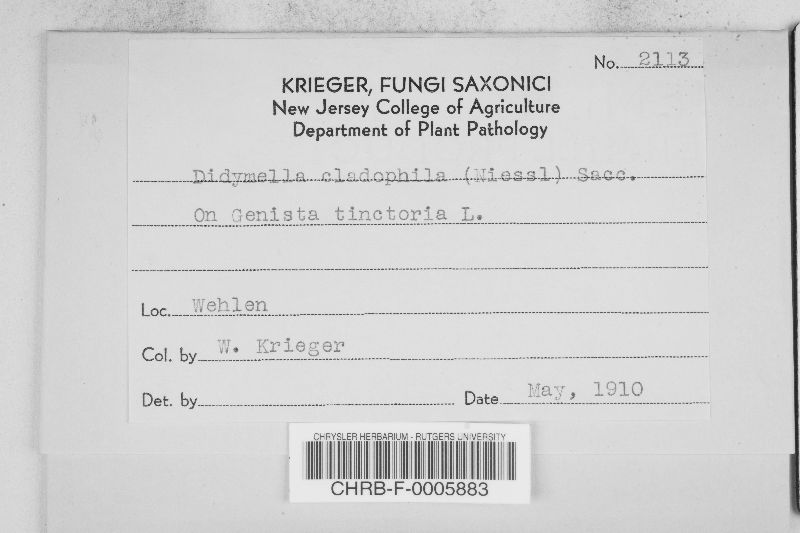 No. 2113
KRIEGER, FUNGI SAXONICI
New Jersey College of Agriculture
Department of Plant Pathology
Didymella cladophila (Niessl) Sacc.
On Genista tinctoria L.
Loc. Wehlen
Col. by W. Krieger
Det. by
Date May, 1910
CHRYSLER HERBARIUM - RUTGERS UNIVERSITY
CHRB-F-0005883